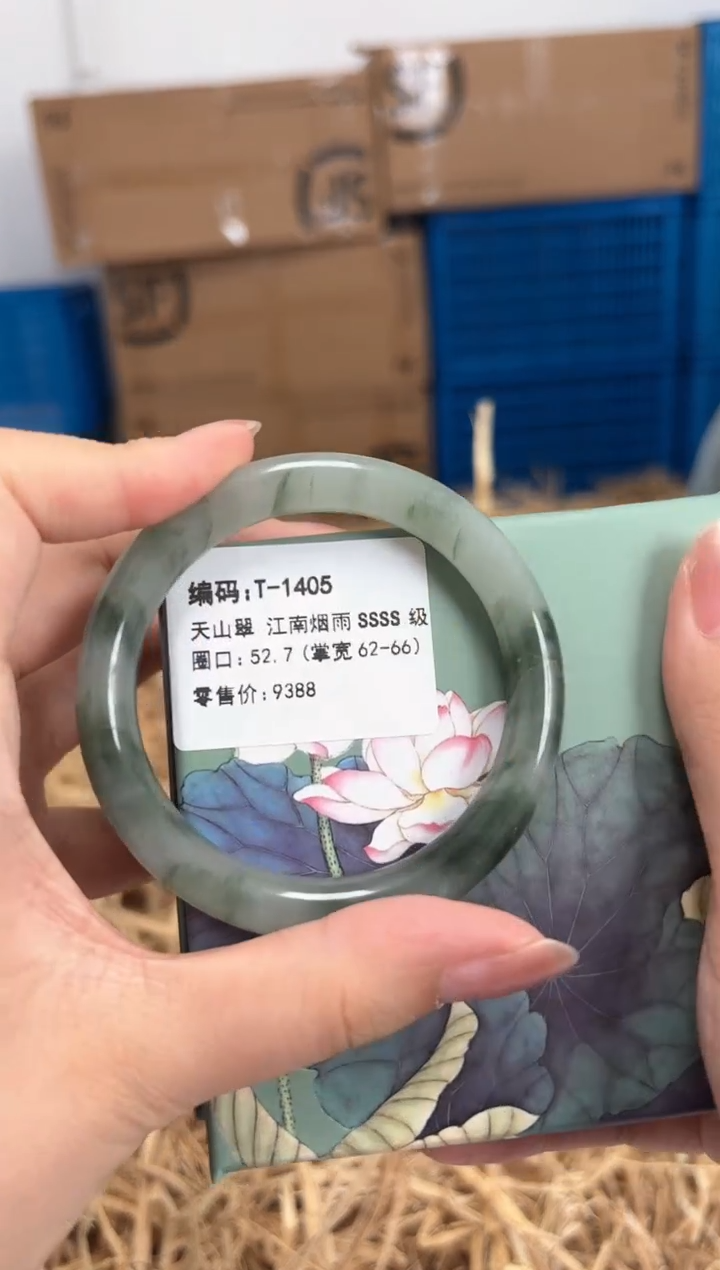 编码:T-1405
天山翠 江南烟雨 SSSS 级
圈口: 52.7 (掌宽 62-66)
零售价: 9388